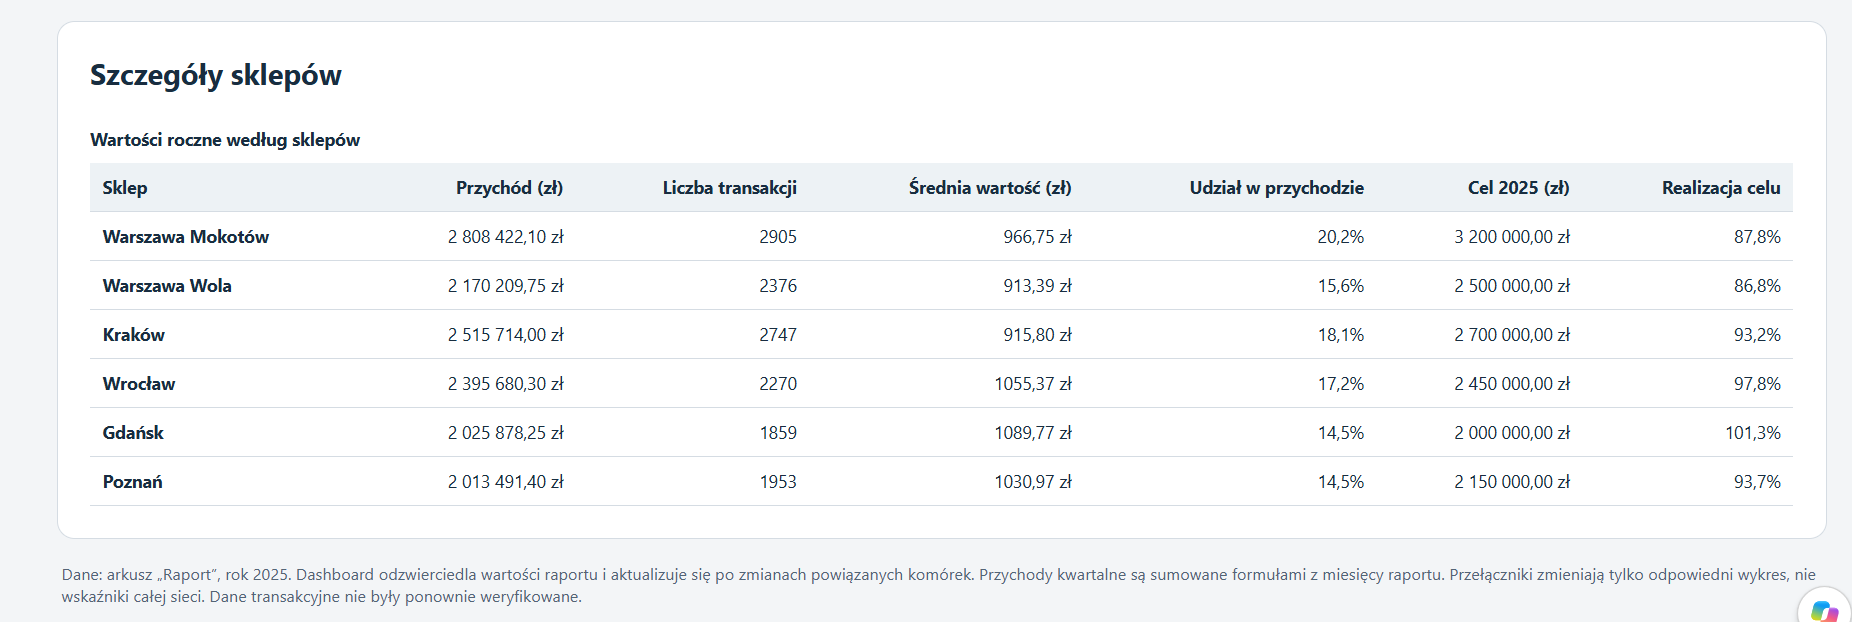 Szczegóły sklepów
Wartości roczne według sklepów
Sklep Przychód (zł) Liczba transakcji Średnia wartość (zł) Udział w przychodzie Cel 2025 (zł) Realizacja celu
Warszawa Mokotów 2 808 422,10 zł 2905 966,75 zł 20,2% 3 200 000,00 zł 87,8%
Warszawa Wola 2 170 209,75 zł 2376 913,39 zł 15,6% 2 500 000,00 zł 86,8%
Kraków 2 515 714,00 zł 2747 915,80 zł 18,1% 2 700 000,00 zł 93,2%
Wrocław 2 395 680,30 zł 2270 1055,37 zł 17,2% 2 450 000,00 zł 97,8%
Gdańsk 2 025 878,25 zł 1859 1089,77 zł 14,5% 2 000 000,00 zł 101,3%
Poznań 2 013 491,40 zł 1953 1030,97 zł 14,5% 2 150 000,00 zł 93,7%
Dane: arkusz „Raport”, rok 2025. Dashboard odzwierciedla wartości raportu i aktualizuje się po zmianach powiązanych komórek. Przychody kwartalne są sumowane formułami z miesięcy raportu. Przełączniki zmieniają tylko odpowiedni wykres, nie
wskaźniki całej sieci. Dane transakcyjne nie były ponownie weryfikowane.